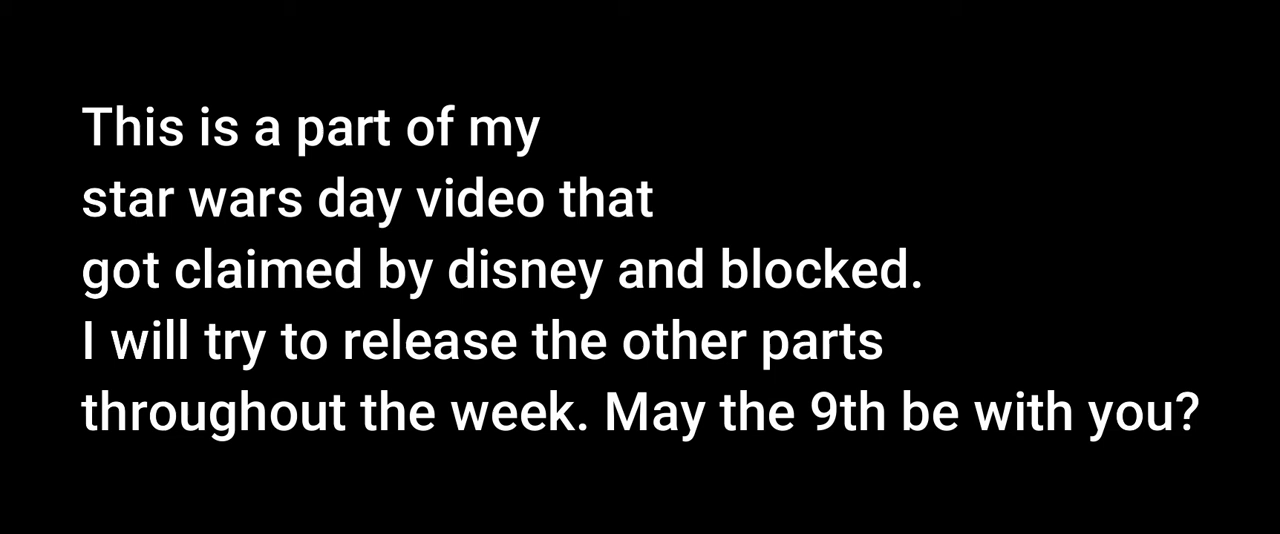 This is a part of my
star wars day video that
got claimed by disney and blocked.
I will try to release the other parts
throughout the week. May the 9th be with you?